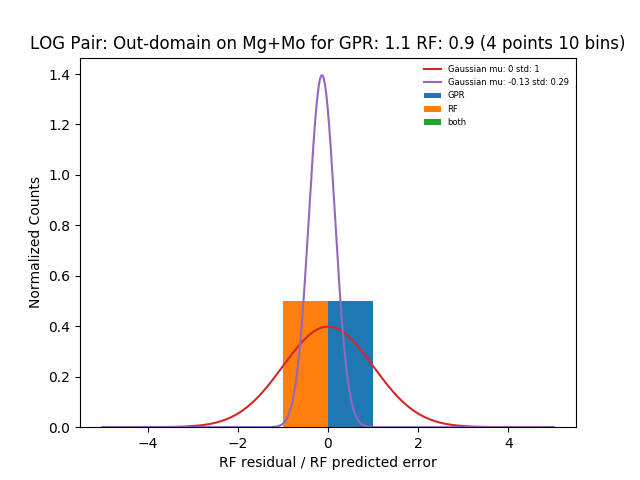 LOG Pair: Out-domain on Mg+Mo for GPR: 1.1 RF: 0.9 (4 points 10 bins)
Gaussian mu: 0 std: 1
Gaussian mu: -0.13 std: 0.29
GPR
RF
both
Normalized Counts
1.4
1.2
1.0
0.8
0.6
0.4
0.2
0.0
−4 −2 0 2 4
RF residual / RF predicted error